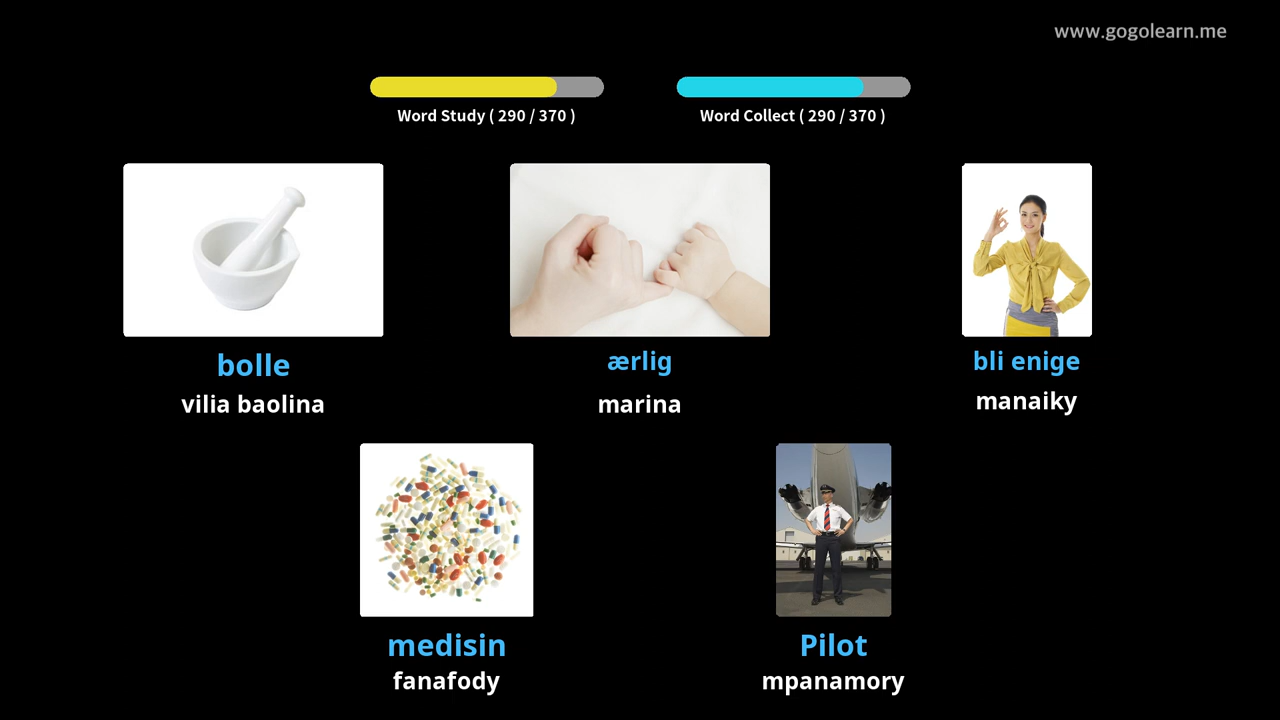 www.gogolearn.me
Word Study ( 290 / 370 )
Word Collect ( 290 / 370 )
bolle
vilia baolina
ærlig
marina
bli enige
manaiky
medisin
fanafody
Pilot
mpanamory